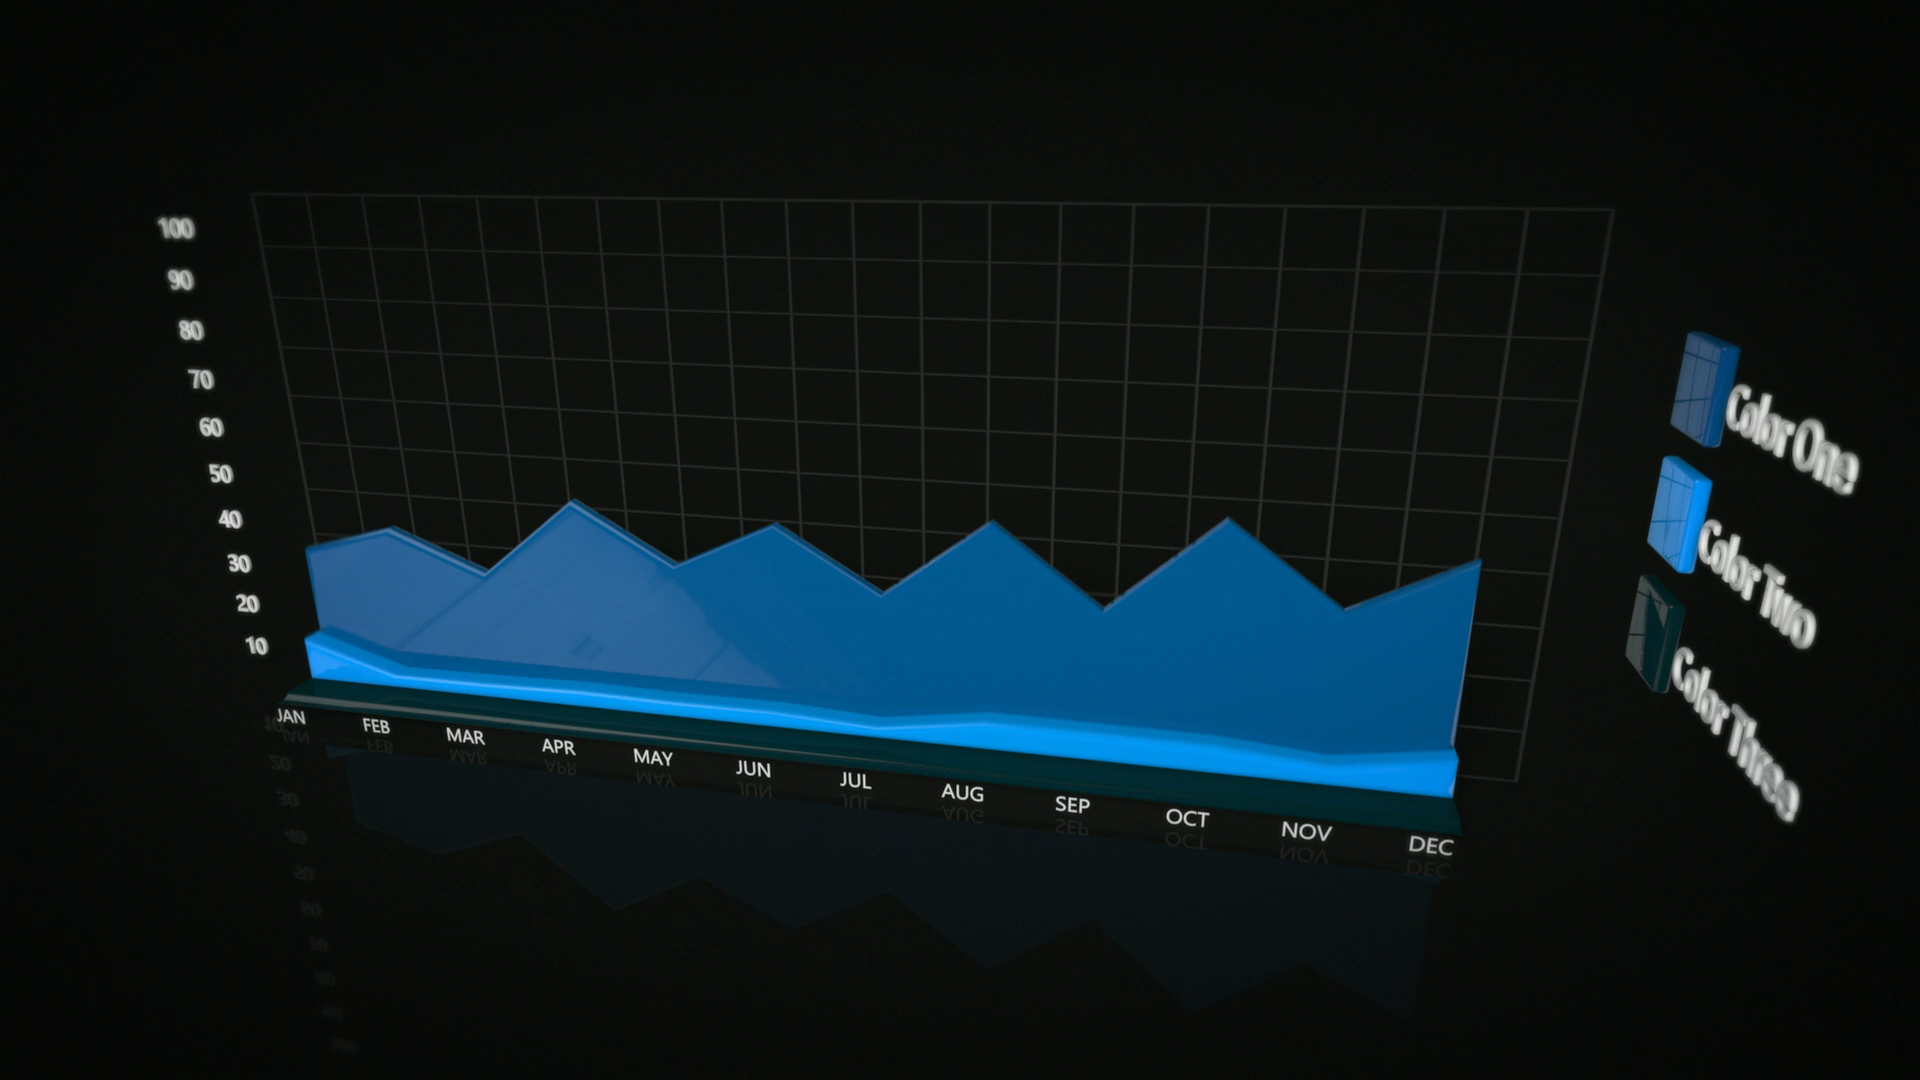 100
90
80
70
60
50
40
30
20
10
JAN FEB MAR APR MAY JUN JUL AUG SEP OCT NOV DEC
Color One
Color Two
Color Three